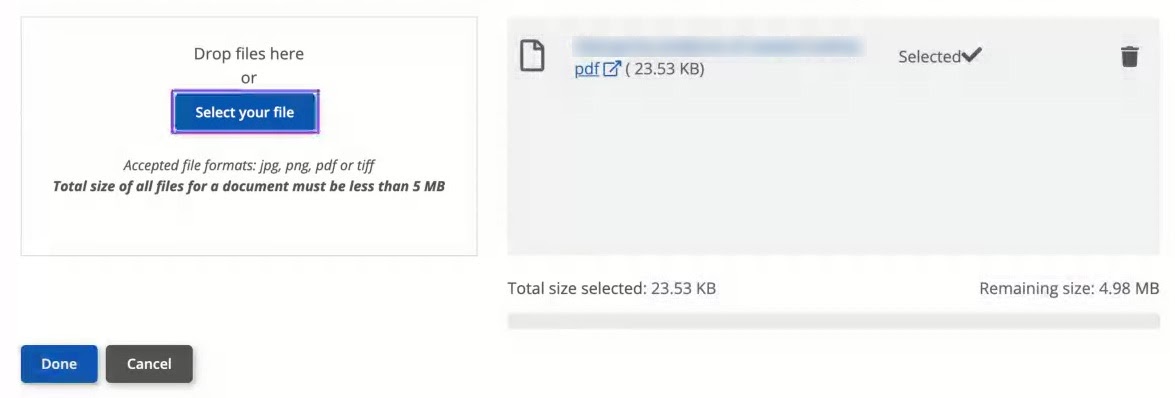 Drop files here
or
Select your file
Accepted file formats: jpg, png, pdf or tiff
Total size of all files for a document must be less than 5 MB
pdf ( 23.53 KB)
Selected
Total size selected: 23.53 KB
Remaining size: 4.98 MB
Done
Cancel